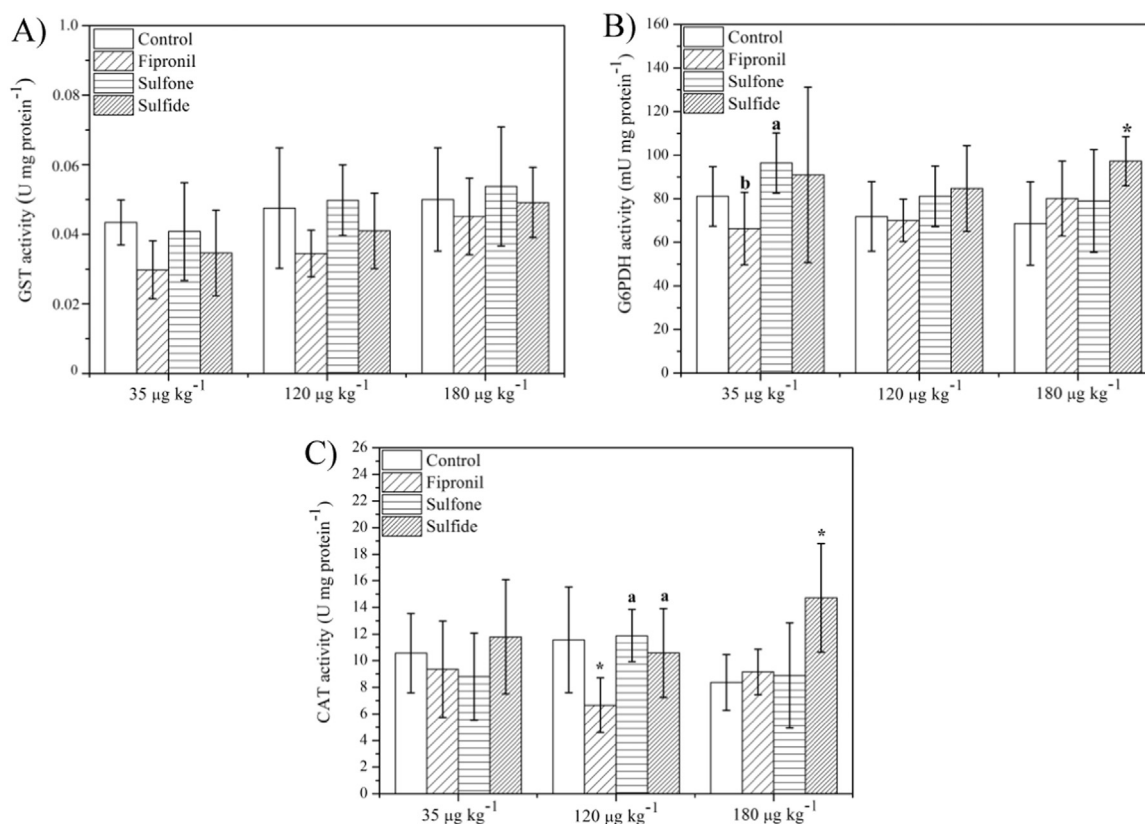 A)
GST activity (U mg protein⁻¹)
1.0
0.08
0.06
0.04
0.02
0
Control
Fipronil
Sulfone
Sulfide
35 µg kg⁻¹
120 µg kg⁻¹
180 µg kg⁻¹
B)
G6PDH activity (mU mg protein⁻¹)
160
140
120
100
80
60
40
20
0
Control
Fipronil
Sulfone
Sulfide
b
a
*
35 µg kg⁻¹
120 µg kg⁻¹
180 µg kg⁻¹
C)
CAT activity (U mg protein⁻¹)
26
24
22
20
18
16
14
12
10
8
6
4
2
0
Control
Fipronil
Sulfone
Sulfide
*
a
a
*
35 µg kg⁻¹
120 µg kg⁻¹
180 µg kg⁻¹